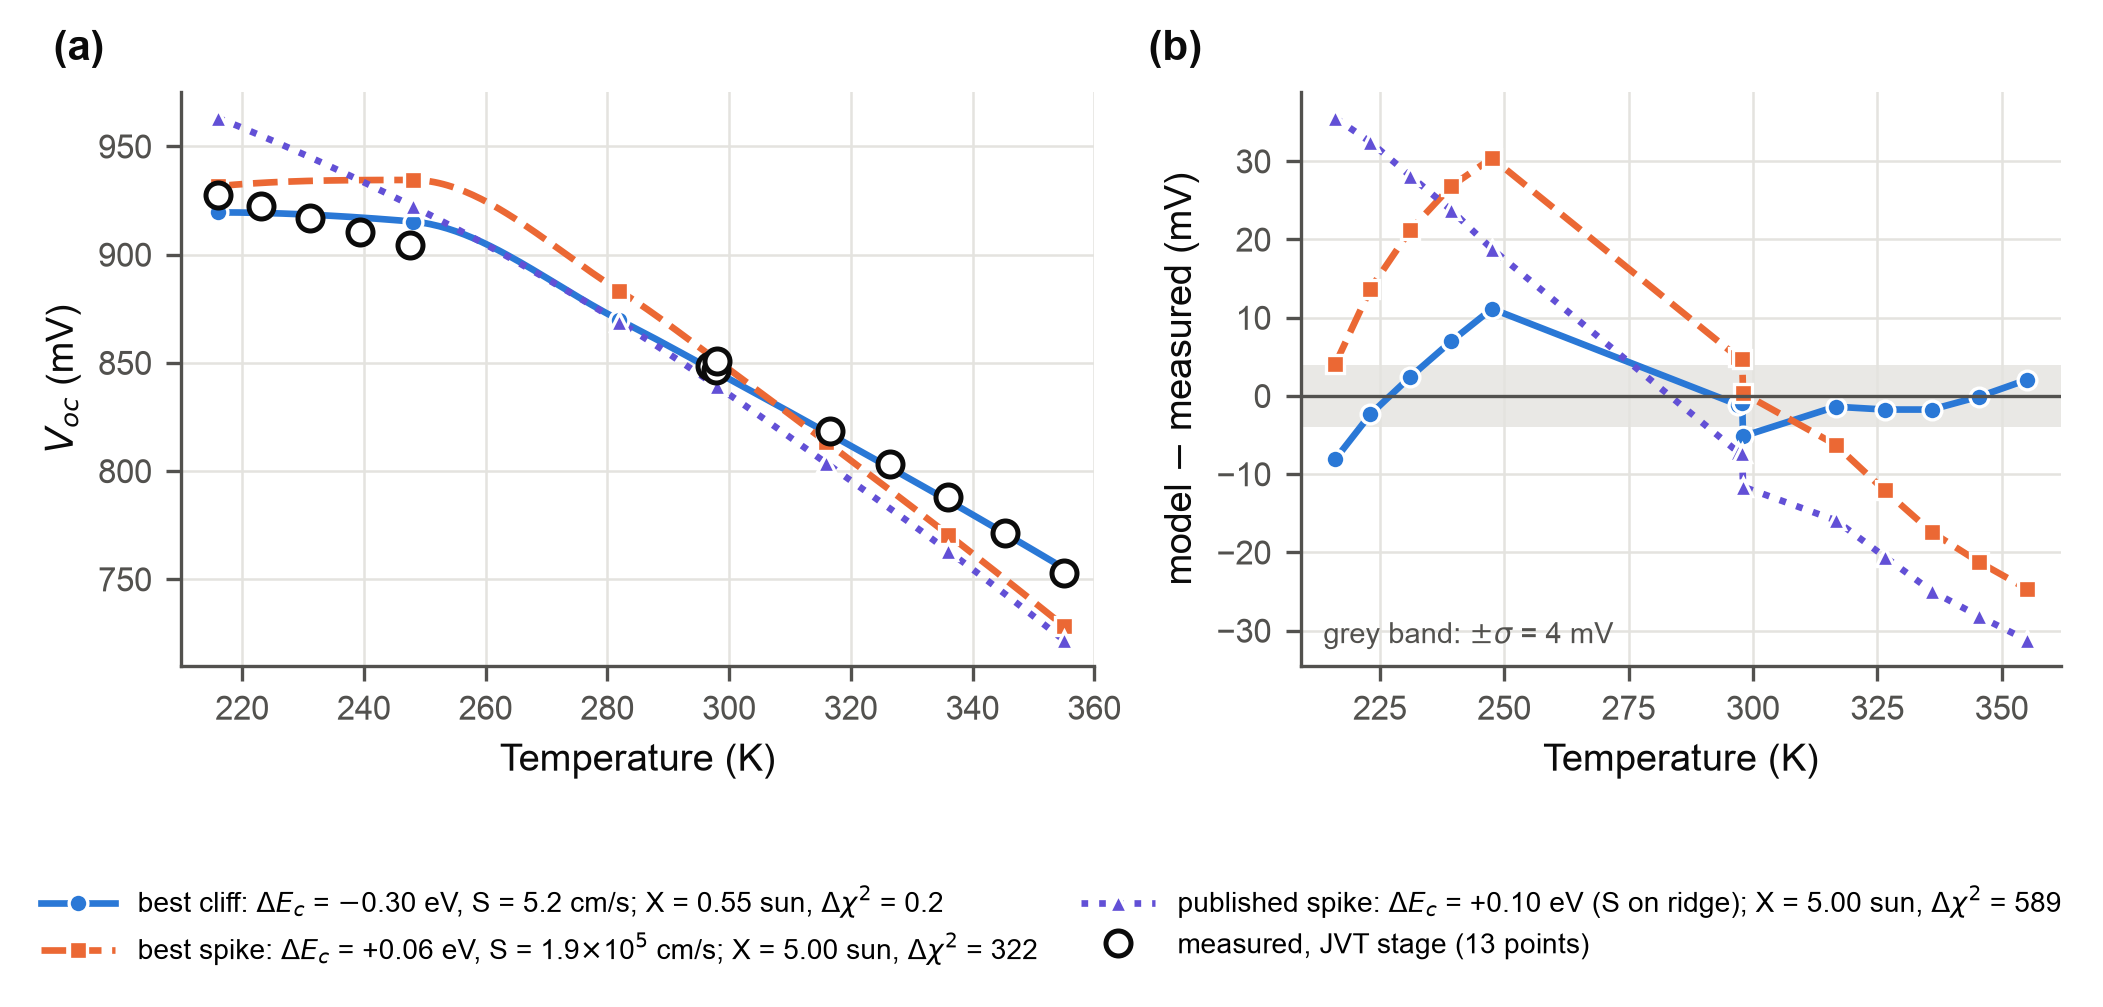 (a)
950
900
850
800
750
V_oc (mV)
220 240 260 280 300 320 340 360
Temperature (K)
(b)
30
20
10
0
−10
−20
−30
model − measured (mV)
grey band: ±σ = 4 mV
225 250 275 300 325 350
Temperature (K)
best cliff: ΔE_c = −0.30 eV, S = 5.2 cm/s; X = 0.55 sun, Δχ² = 0.2
best spike: ΔE_c = +0.06 eV, S = 1.9×10⁵ cm/s; X = 5.00 sun, Δχ² = 322
published spike: ΔE_c = +0.10 eV (S on ridge); X = 5.00 sun, Δχ² = 589
measured, JVT stage (13 points)